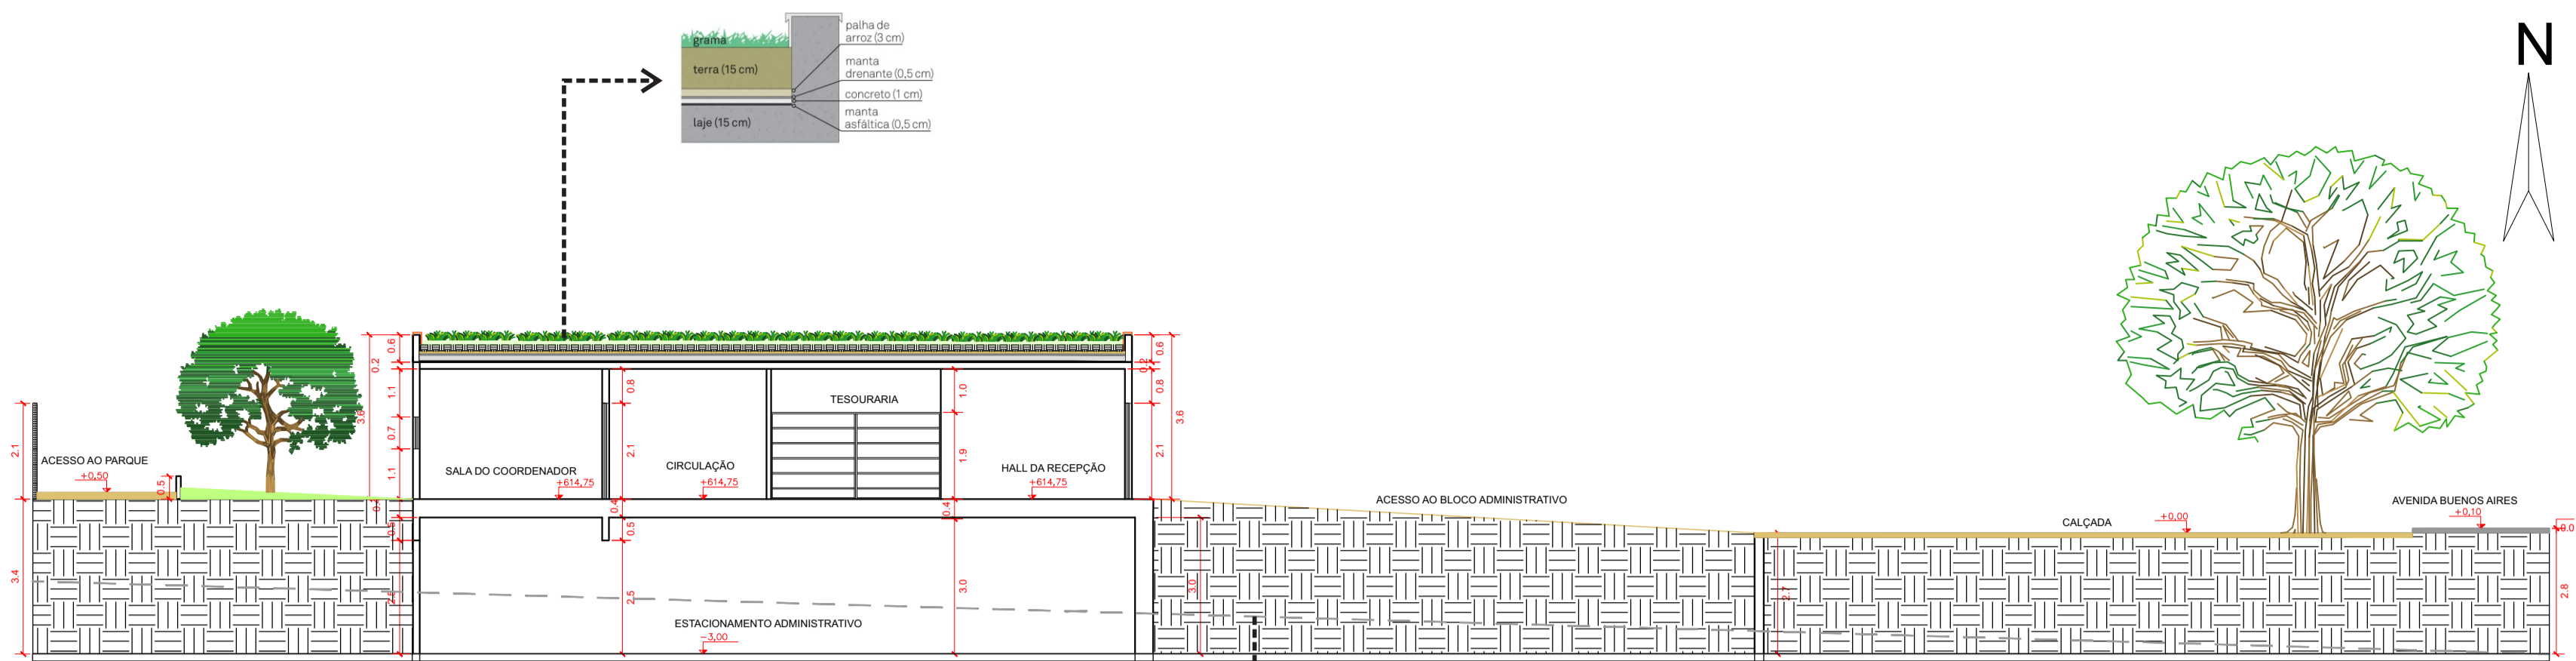 grama
terra (15 cm)
laje (15 cm)
palha de
arroz (3 cm)
manta
drenante (0,5 cm)
concreto (1 cm)
manta
asfáltica (0,5 cm)
N
2.1
ACESSO AO PARQUE
+0,50
0.5
3.4
3.6
0.6
0.2
1.1
0.7
1.1
SALA DO COORDENADOR
+614,75
0.8
2.1
CIRCULAÇÃO
+614,75
TESOURARIA
1.0
1.9
HALL DA RECEPÇÃO
+614,75
0.6
0.2
0.8
2.1
3.6
0.4
0.5
2.5
0.4
3.0
ESTACIONAMENTO ADMINISTRATIVO
-3,00
3.0
ACESSO AO BLOCO ADMINISTRATIVO
2.7
CALÇADA
+0,00
AVENIDA BUENOS AIRES
+0,10
2.8